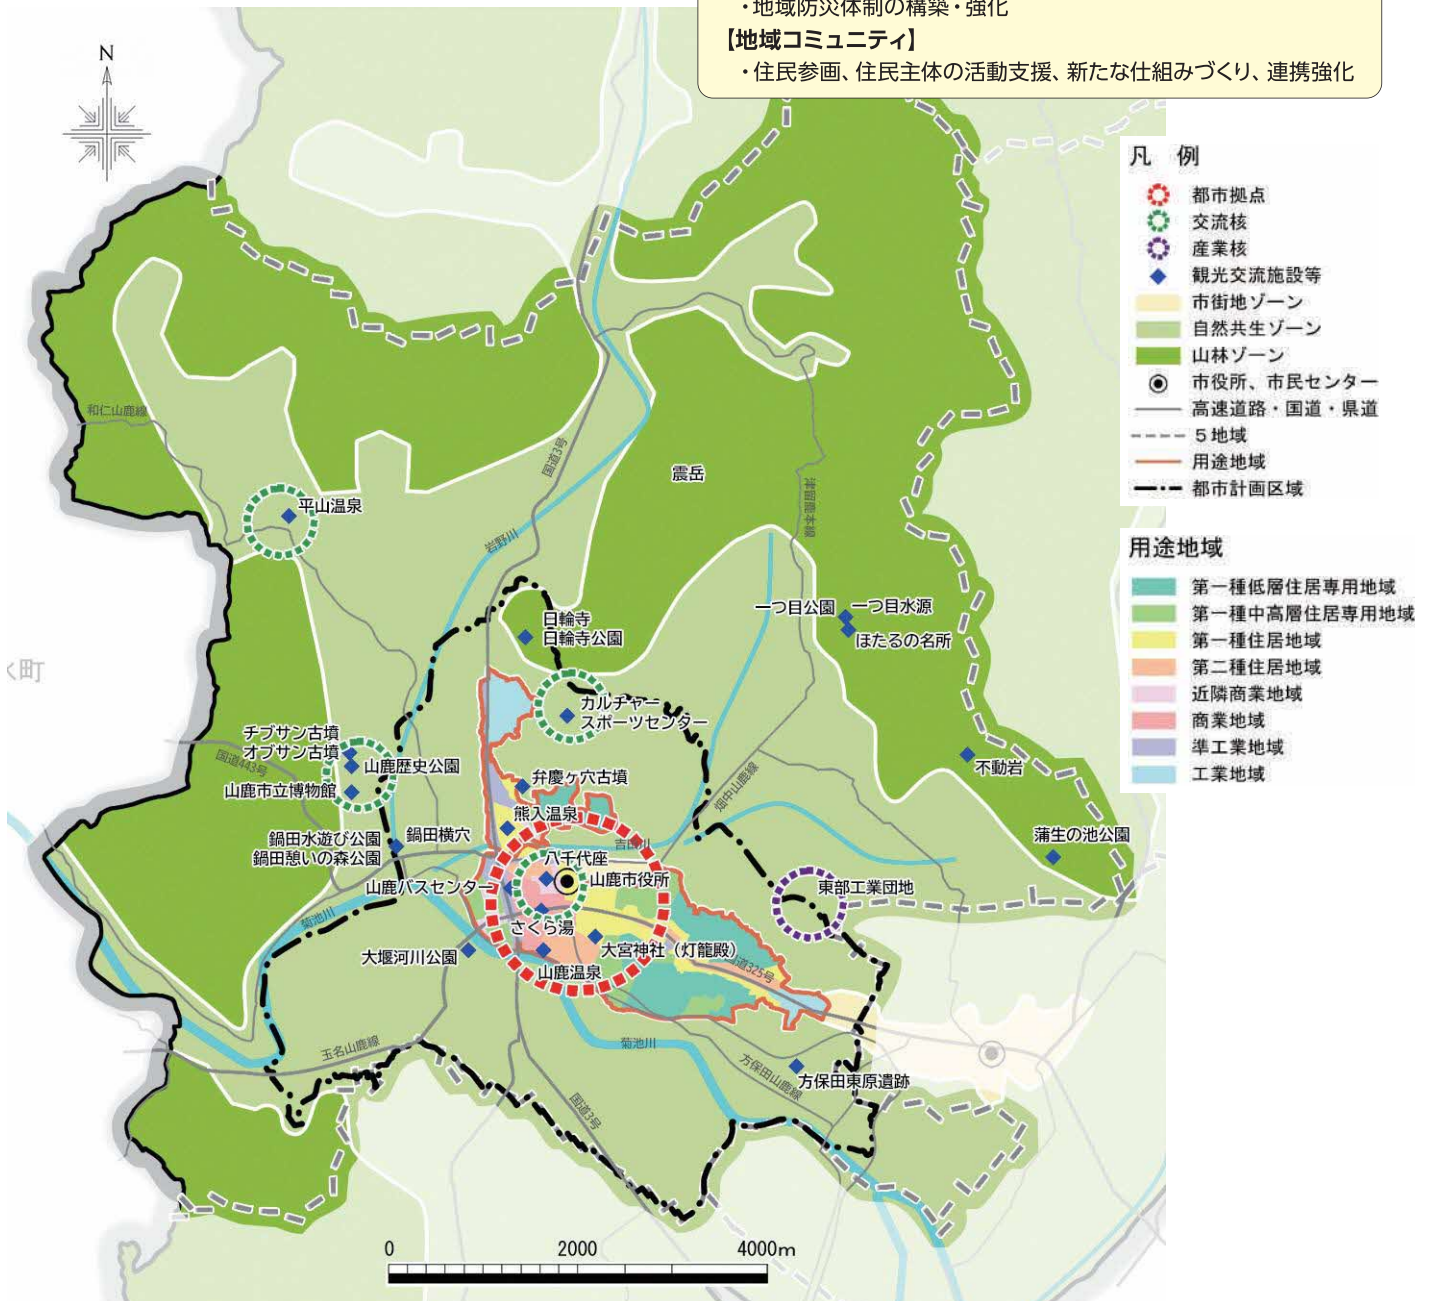 ・地域防災体制の構築・強化
【地域コミュニティ】
・住民参画、住民主体の活動支援、新たな仕組みづくり、連携強化
N
凡 例
都市拠点
交流核
産業核
観光交流施設等
市街地ゾーン
自然共生ゾーン
山林ゾーン
市役所、市民センター
高速道路・国道・県道
5地域
用途地域
都市計画区域
用途地域
第一種低層住居専用地域
第一種中高層住居専用地域
第一種住居地域
第二種住居地域
近隣商業地域
商業地域
準工業地域
工業地域
和仁山鹿線
国道3号
震岳
津留鹿本線
平山温泉
岩野川
一つ目公園
一つ目水源
ほたるの名所
日輪寺
日輪寺公園
町
カルチャー
スポーツセンター
チブサン古墳
オブサン古墳
国道443号
山鹿歴史公園
山鹿市立博物館
不動岩
弁慶ヶ穴古墳
畑中山鹿線
熊入温泉
鍋田水遊び公園
鍋田憩いの森公園
鍋田横穴
吉田川
蒲生の池公園
八千代座
山鹿バスセンター
山鹿市役所
東部工業団地
菊池川
さくら湯
大堰河川公園
大宮神社（灯籠殿）
山鹿温泉
国道325号
玉名山鹿線
菊池川
方保田山鹿線
方保田東原遺跡
国道3号
0 2000 4000m